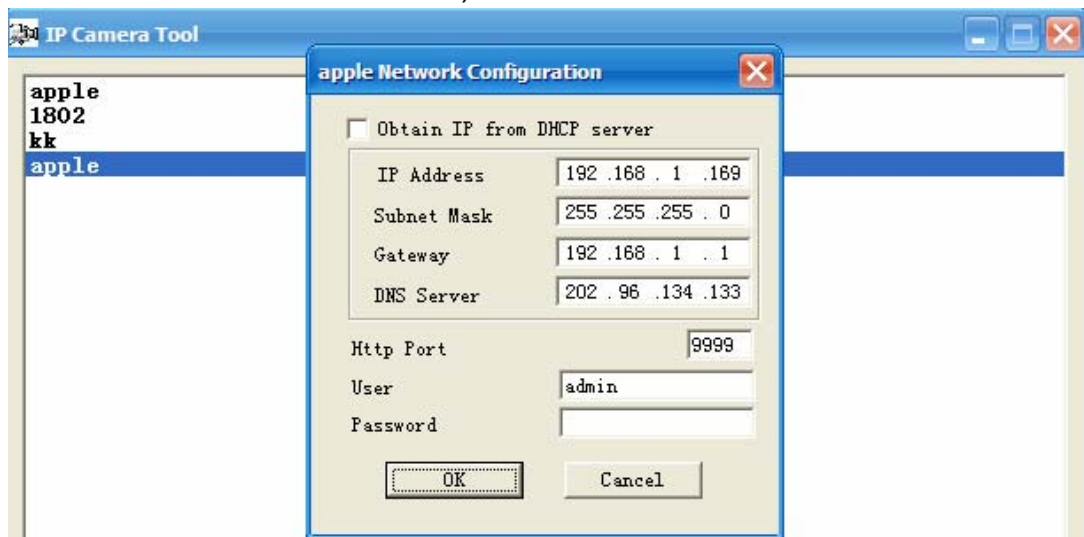 IP Camera Tool
apple
1802
kk
apple
apple Network Configuration
Obtain IP from DHCP server
IP Address 192 .168 . 1 .169
Subnet Mask 255 .255 .255 . 0
Gateway 192 .168 . 1 . 1
DNS Server 202 . 96 .134 .133
Http Port 9999
User admin
Password
OK Cancel